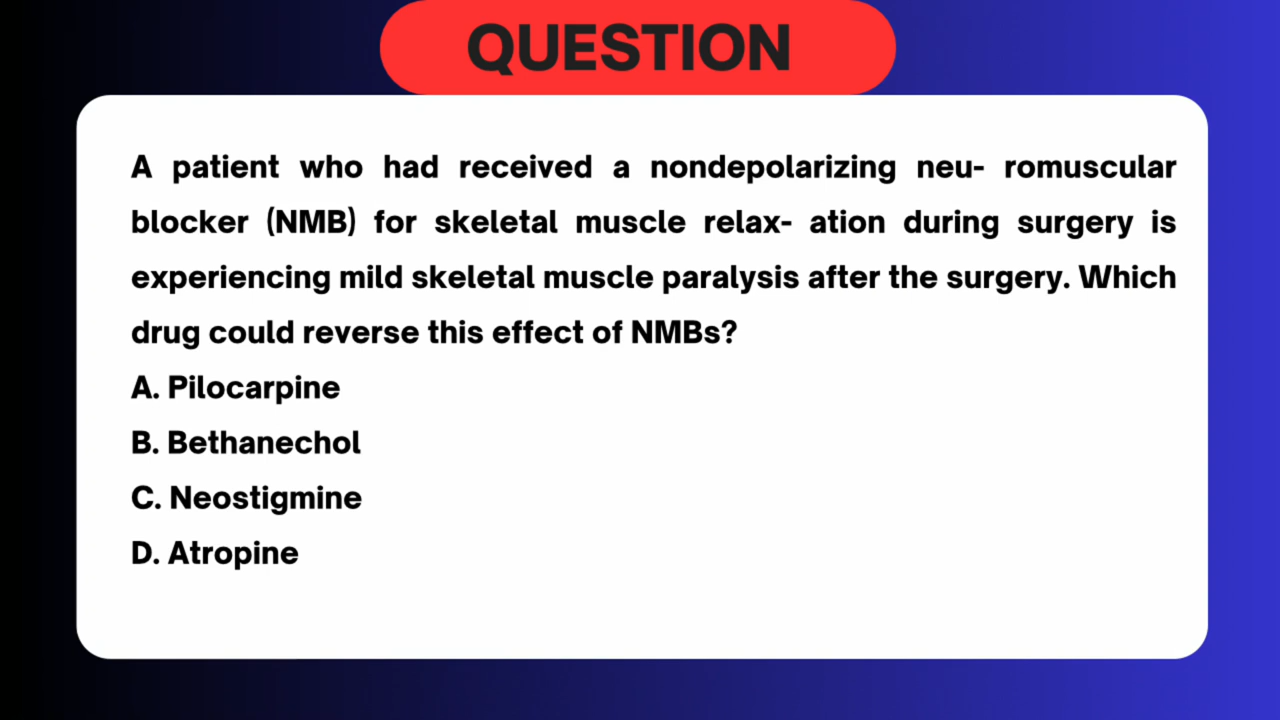 QUESTION
A patient who had received a nondepolarizing neu- romuscular
blocker (NMB) for skeletal muscle relax- ation during surgery is
experiencing mild skeletal muscle paralysis after the surgery. Which
drug could reverse this effect of NMBs?
A. Pilocarpine
B. Bethanechol
C. Neostigmine
D. Atropine